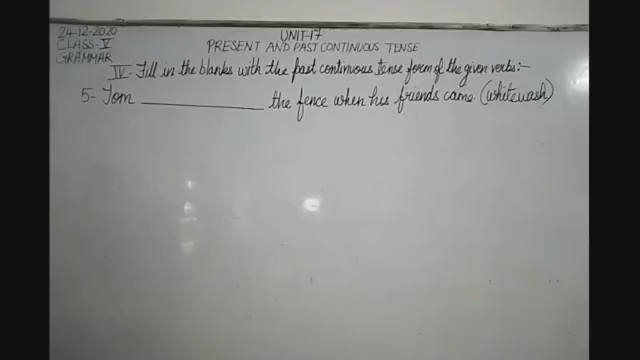 24-12-2020
CLASS-V
GRAMMAR
UNIT-17
PRESENT AND PAST CONTINUOUS TENSE
IV- Fill in the blanks with the past continuous tense form of the given verbs:-
5- Tom ____________ the fence when his friends came. (whitewash)